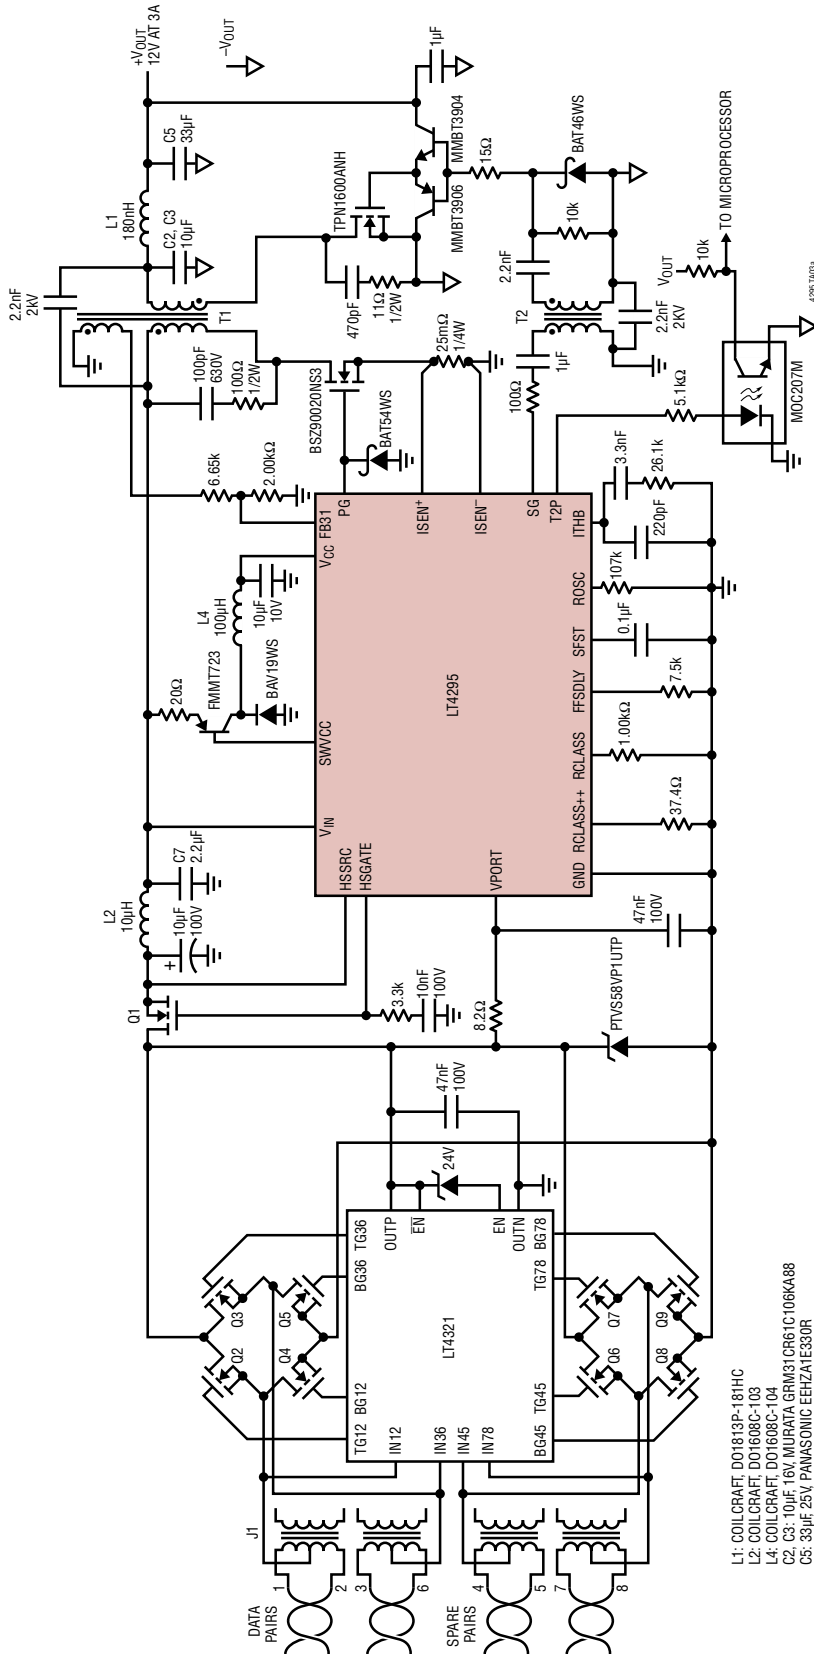 DATA
PAIRS
SPARE
PAIRS
1
2
3
6
4
5
7
8
J1
Q2
Q3
Q4
Q5
TG12
BG12
BG36
TG36
IN12
IN36
IN45
IN78
LT4321
OUTP
EN
EN
OUTN
BG45
TG45
TG78
BG78
Q6
Q7
Q8
Q9
24V
47nF
100V
Q1
3.3k
10nF
100V
8.2Ω
PTVS58VP1UTP
47nF
100V
+
10µF
100V
L2
10µH
C7
2.2µF
HSSRC
HSGATE
VPORT
VIN
SWVCC
VCC
FB31
LT4295
PG
ISEN+
ISEN–
SG
T2P
GND
RCLASS++
RCLASS
FFSDLY
SFST
ROSC
ITHB
37.4Ω
1.00kΩ
7.5k
0.1µF
107k
220pF
3.3nF
26.1k
20Ω
FMMT723
BAV19WS
L4
100µH
10µF
10V
6.65k
2.00kΩ
100pF
630V
100Ω
1/2W
2.2nF
2kV
T1
BSZ90020NS3
BAT54WS
25mΩ
1/4W
100Ω
1µF
T2
2.2nF
10k
2.2nF
2KV
BAT46WS
15Ω
5.1kΩ
MOC207M
VOUT
10k
TO MICROPROCESSOR
L1
180nH
C2, C3
10µF
C5
33µF
+VOUT
12V AT 3A
–VOUT
470pF
11Ω
1/2W
TPN1600ANH
MMBT3906
MMBT3904
1µF
L1: COILCRAFT, DO1813P-181HC
L2: COILCRAFT, DO1608C-103
L4: COILCRAFT, DO1608C-104
C2, C3: 10µF, 16V, MURATA GRM31CR61C106KA88
C5: 33µF, 25V, PANASONIC EEHZA1E330R
4295 TA03a